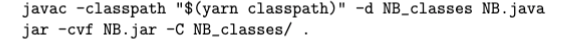 javac -classpath "$(yarn classpath)" -d NB_classes NB.java
jar -cvf NB.jar -C NB_classes/ .